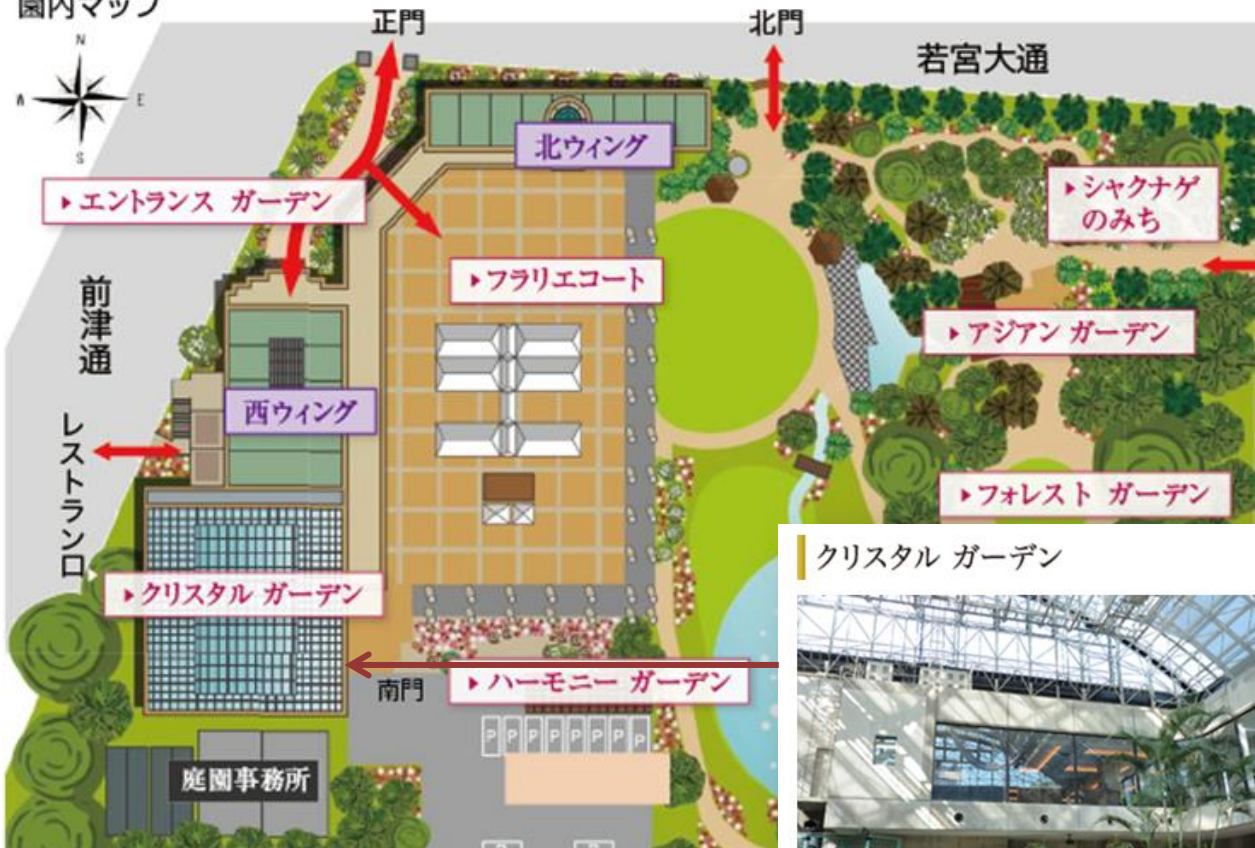 園内マップ
正門
北門
若宮大通
N
W E
S
北ウィング
エントランス ガーデン
シャクナゲ
のみち
フラリエコート
前津通
アジアン ガーデン
西ウィング
レストラン口
フォレスト ガーデン
クリスタル ガーデン
クリスタル ガーデン
南門
ハーモニー ガーデン
P P P P P P P P
庭園事務所